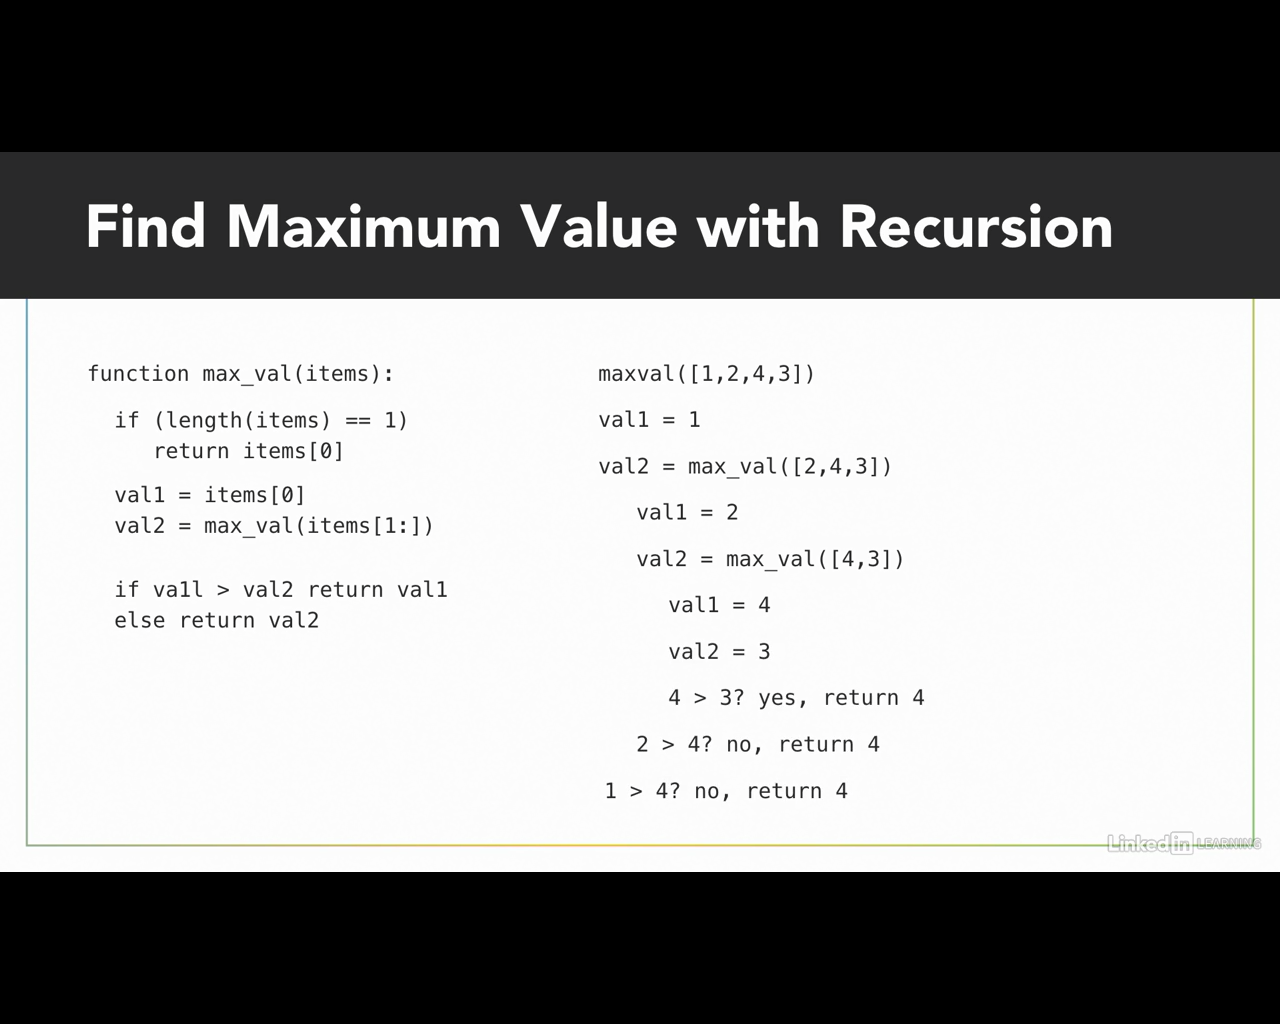 Find Maximum Value with Recursion
function max_val(items):
if (length(items) == 1)
return items[0]
val1 = items[0]
val2 = max_val(items[1:])
if va1l > val2 return val1
else return val2
maxval([1,2,4,3])
val1 = 1
val2 = max_val([2,4,3])
val1 = 2
val2 = max_val([4,3])
val1 = 4
val2 = 3
4 > 3? yes, return 4
2 > 4? no, return 4
1 > 4? no, return 4
Linked in LEARNING